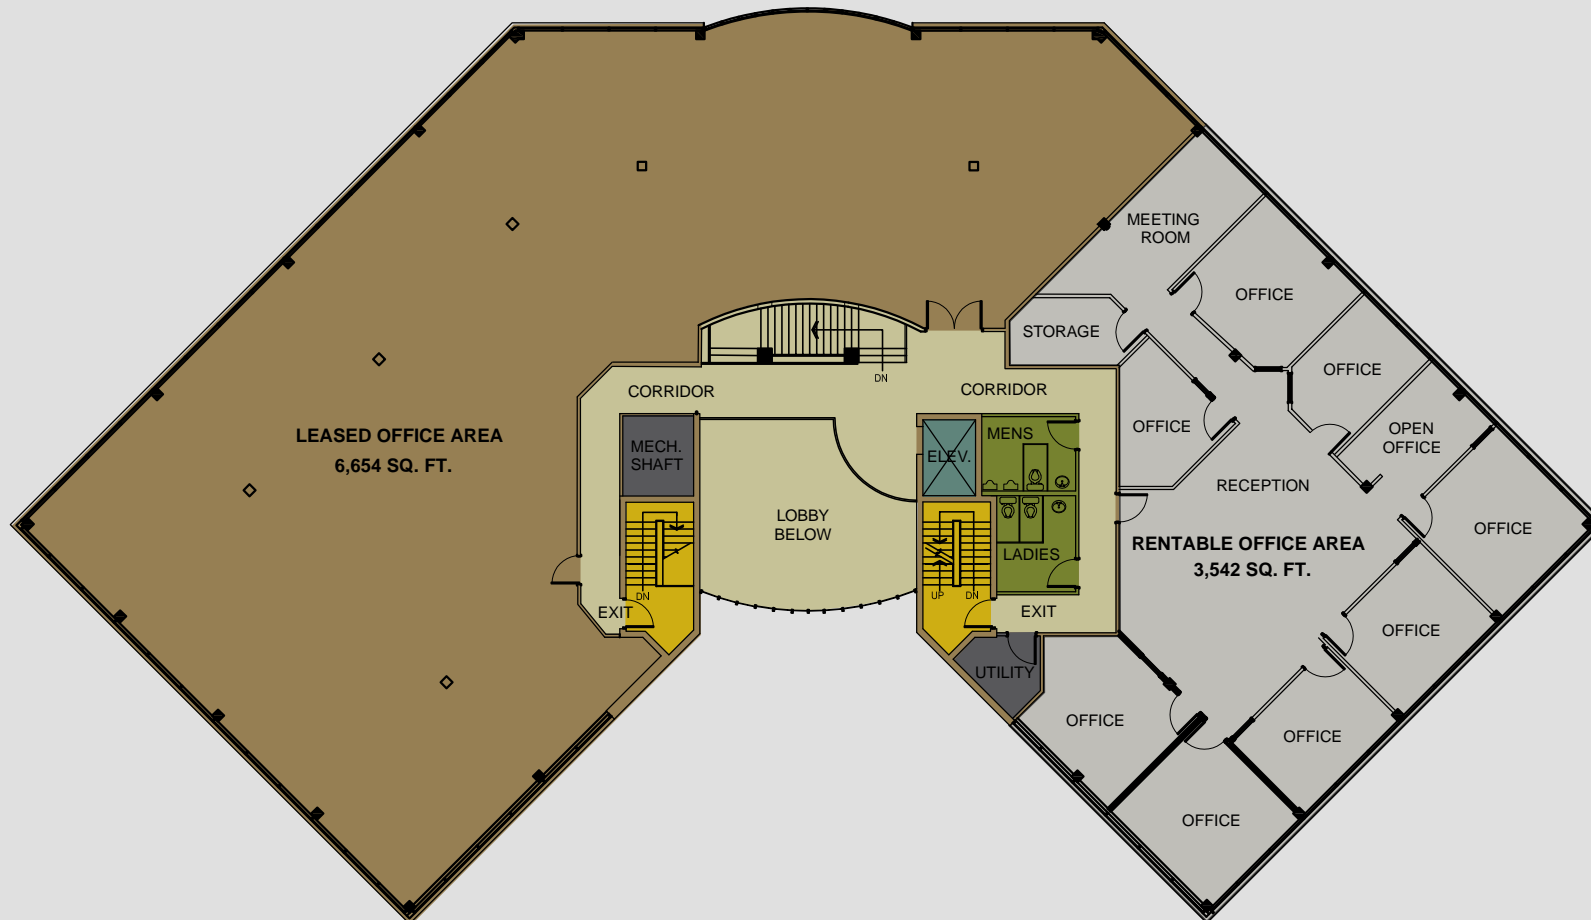 MEETING
ROOM
OFFICE
STORAGE
OFFICE
DN
CORRIDOR
CORRIDOR
OFFICE
OPEN
OFFICE
LEASED OFFICE AREA
6,654 SQ. FT.
MECH.
SHAFT
ELEV.
MENS
RECEPTION
LOBBY
BELOW
OFFICE
LADIES
RENTABLE OFFICE AREA
3,542 SQ. FT.
DN
UP
DN
EXIT
EXIT
OFFICE
UTILITY
OFFICE
OFFICE
OFFICE